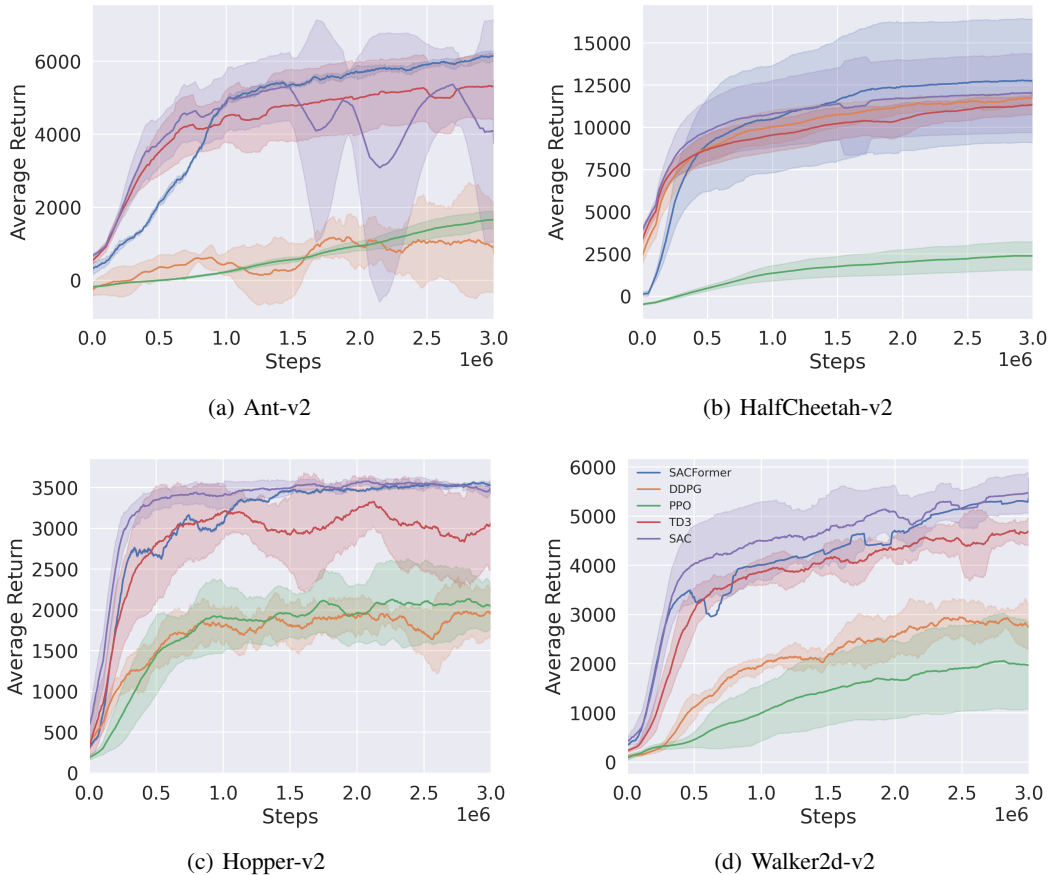 6000
4000
2000
0
Average Return
0.0 0.5 1.0 1.5 2.0 2.5 3.0
Steps
1e6
(a) Ant-v2
15000
12500
10000
7500
5000
2500
0
Average Return
0.0 0.5 1.0 1.5 2.0 2.5 3.0
Steps
1e6
(b) HalfCheetah-v2
3500
3000
2500
2000
1500
1000
500
0
Average Return
0.0 0.5 1.0 1.5 2.0 2.5 3.0
Steps
1e6
(c) Hopper-v2
6000
5000
4000
3000
2000
1000
0
Average Return
SACFormer
DDPG
PPO
TD3
SAC
0.0 0.5 1.0 1.5 2.0 2.5 3.0
Steps
1e6
(d) Walker2d-v2